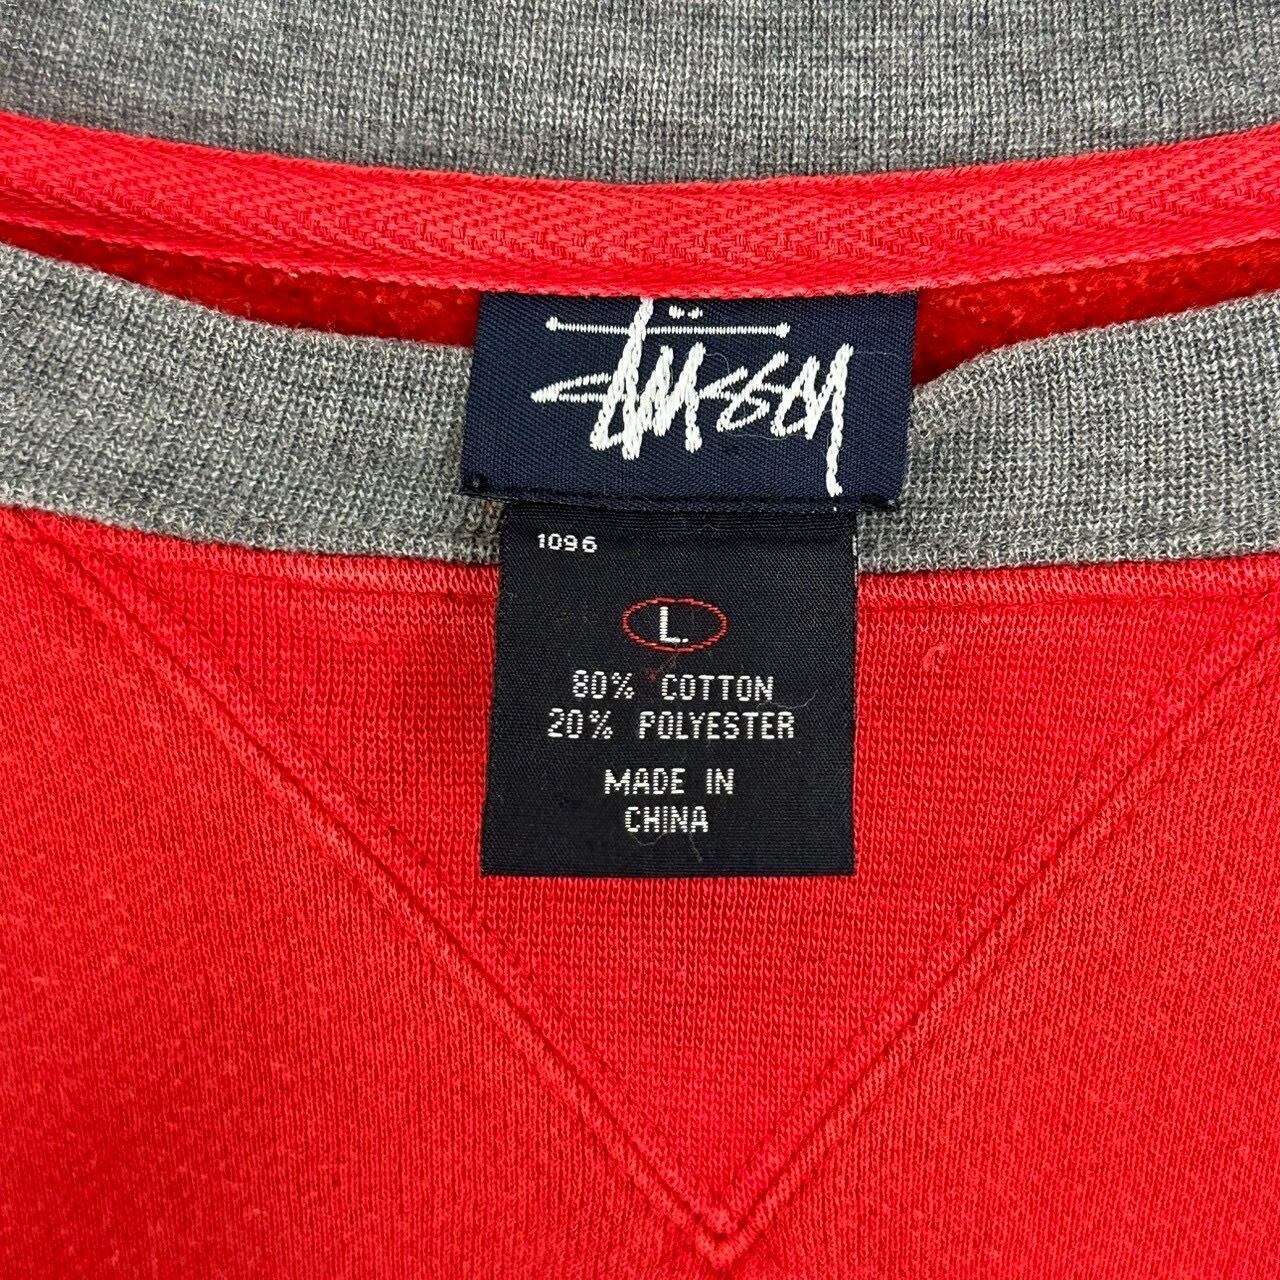 Stüssy
1096
L.
80% COTTON
20% POLYESTER
MADE IN
CHINA